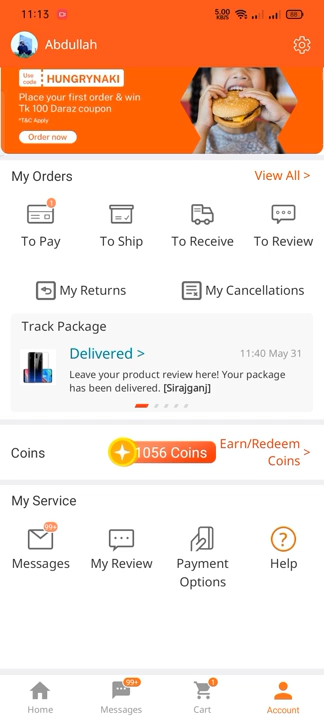 11:13
5.00 KB/S
86
Abdullah
Use code HUNGRYNAKI
Place your first order & win
Tk 100 Daraz coupon
*T&C Apply
Order now
My Orders
View All >
1
To Pay
To Ship
To Receive
To Review
My Returns
My Cancellations
Track Package
Delivered >
11:40 May 31
Leave your product review here! Your package
has been delivered. [Sirajganj]
Coins
1056 Coins
Earn/Redeem
Coins >
My Service
99+
Messages
My Review
Payment
Options
Help
99+
1
Home
Messages
Cart
Account